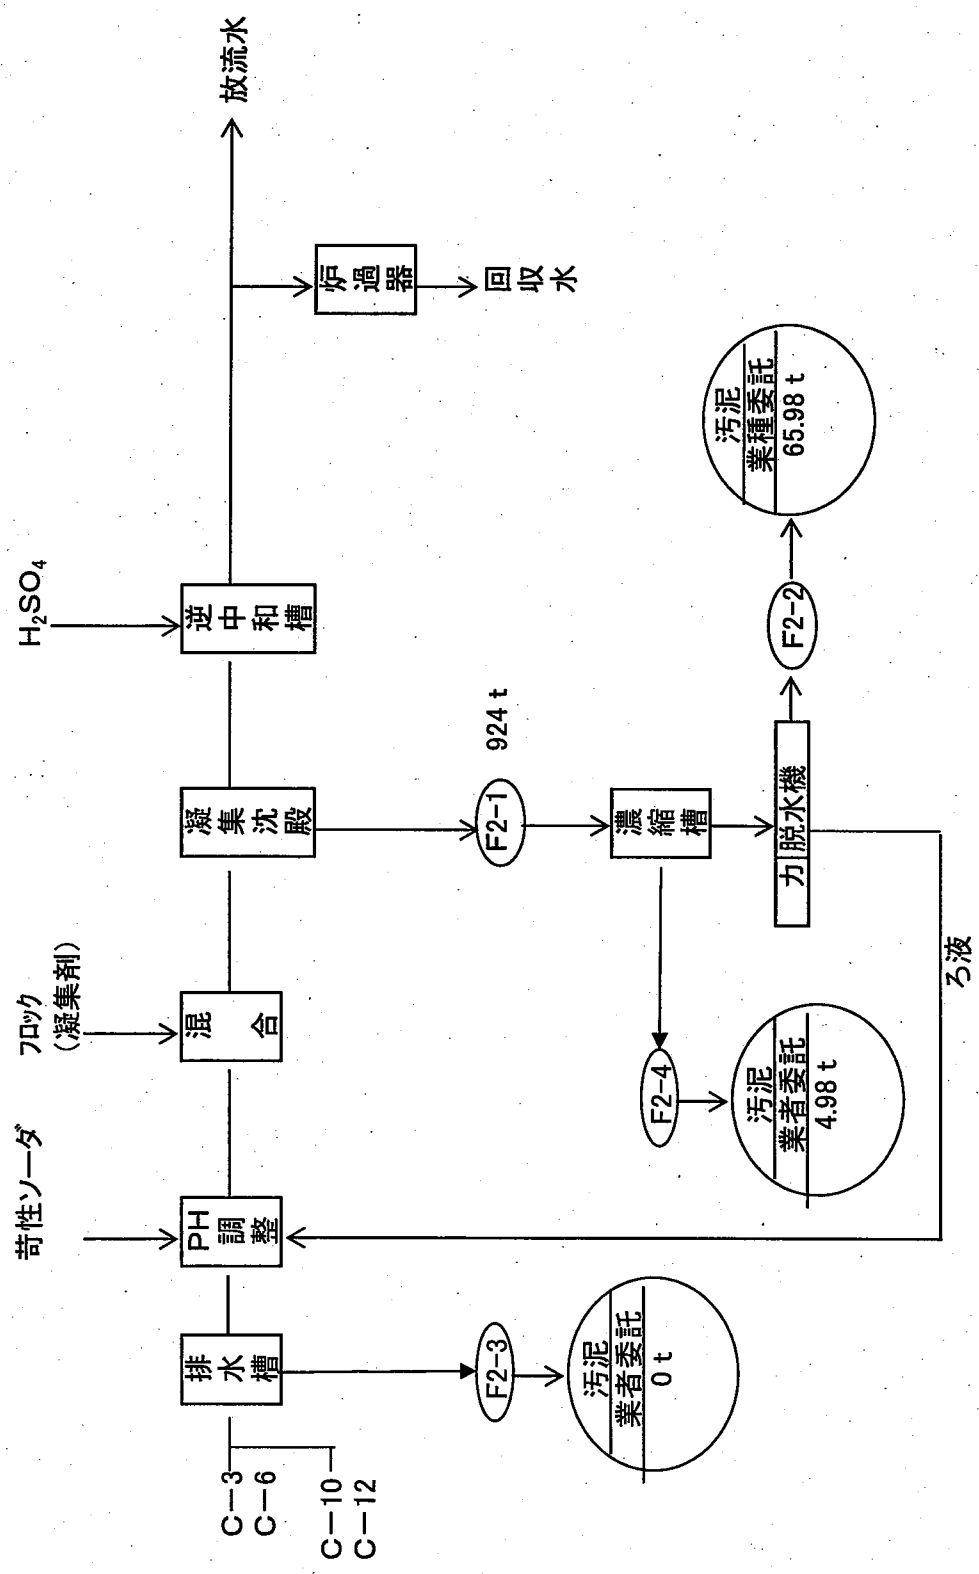 苛性ソーダ
フロック
(凝集剤)
H₂SO₄
C－3
C－6
C－10
C－12
排水槽
PH調整
混合
凝集沈殿
逆中和槽
放流水
炉過器
回収水
F2-3
汚泥
業者委託
0 t
F2-1
924 t
濃縮槽
F2-4
汚泥
業者委託
4.98 t
力 脱水機
F2-2
汚泥
業種委託
65.98 t
ろ液